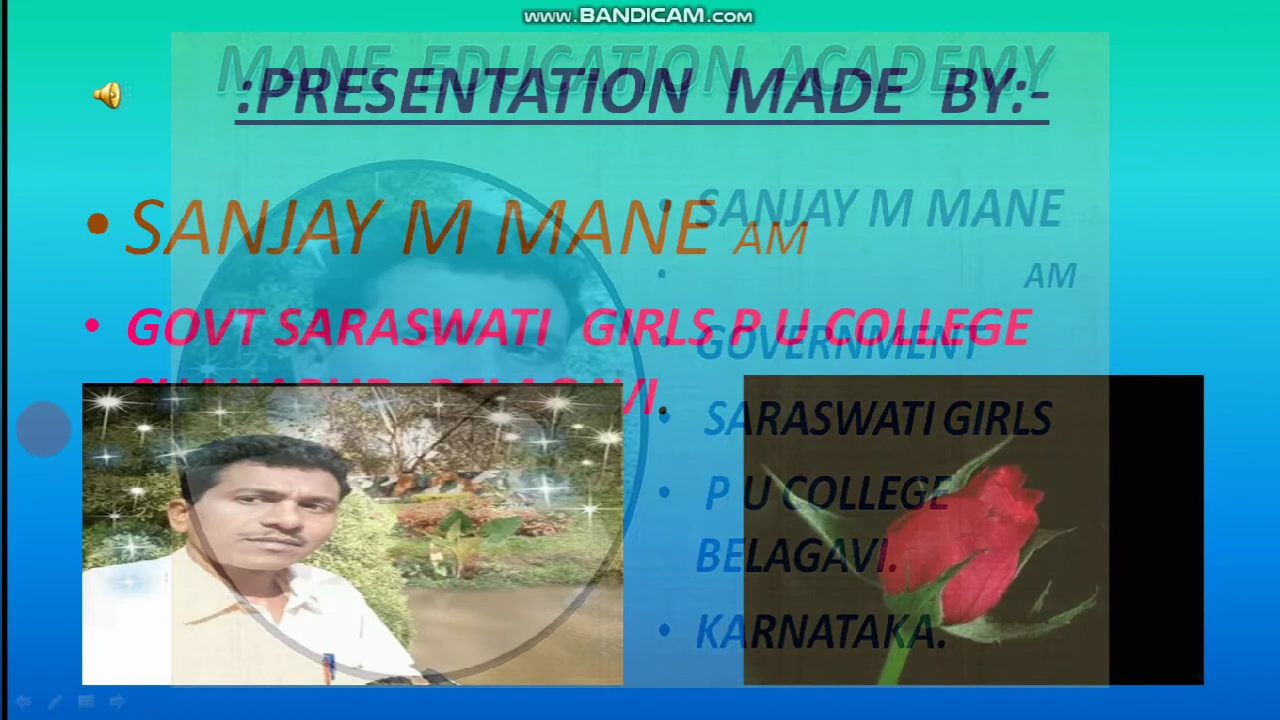 www.BANDICAM.com
MANE EDUCATION ACADEMY
:PRESENTATION MADE BY:-
• SANJAY M MANE AM
• GOVT SARASWATI GIRLS P U COLLEGE
• SANJAY M MANE
• AM
• GOVERNMENT
• SARASWATI GIRLS
• P U COLLEGE
BELAGAVI.
• KARNATAKA.